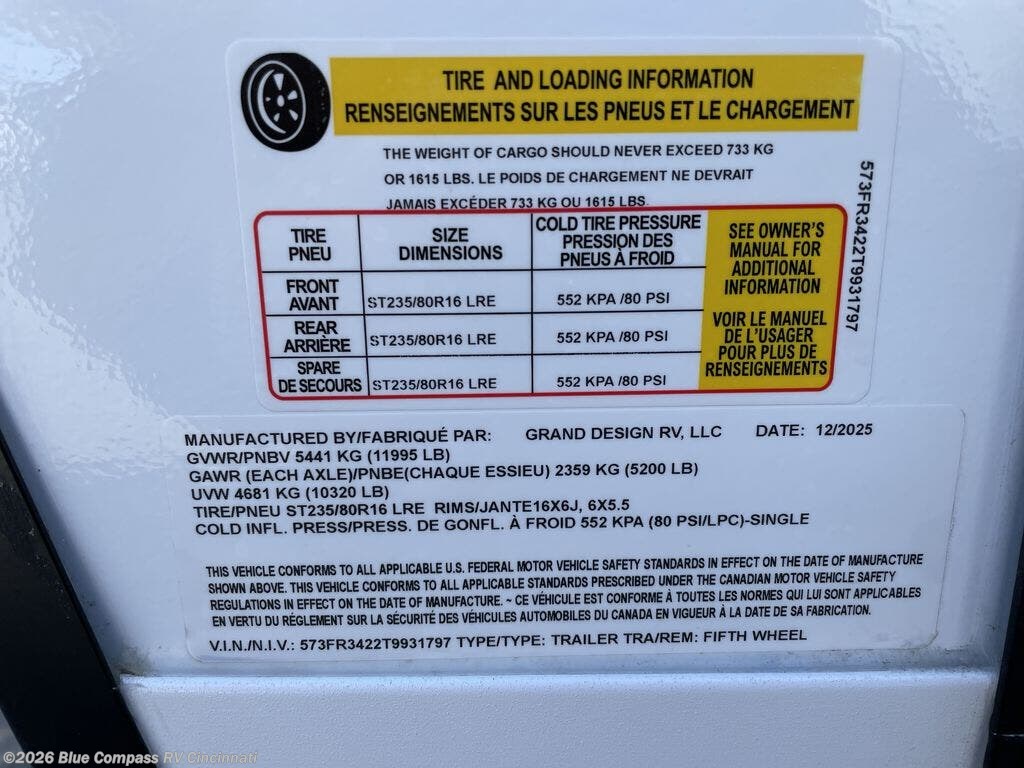 TIRE AND LOADING INFORMATION
RENSEIGNEMENTS SUR LES PNEUS ET LE CHARGEMENT
THE WEIGHT OF CARGO SHOULD NEVER EXCEED 733 KG
OR 1615 LBS. LE POIDS DE CHARGEMENT NE DEVRAIT
JAMAIS EXCÉDER 733 KG OU 1615 LBS.
TIRE PNEU SIZE DIMENSIONS COLD TIRE PRESSURE PRESSION DES PNEUS À FROID
FRONT AVANT ST235/80R16 LRE 552 KPA /80 PSI
REAR ARRIÈRE ST235/80R16 LRE 552 KPA /80 PSI
SPARE DE SECOURS ST235/80R16 LRE 552 KPA /80 PSI
SEE OWNER'S
MANUAL FOR
ADDITIONAL
INFORMATION
VOIR LE MANUEL
DE L'USAGER
POUR PLUS DE
RENSEIGNEMENTS
573FR3422T9931797
MANUFACTURED BY/FABRIQUÉ PAR: GRAND DESIGN RV, LLC DATE: 12/2025
GVWR/PNBV 5441 KG (11995 LB)
GAWR (EACH AXLE)/PNBE(CHAQUE ESSIEU) 2359 KG (5200 LB)
UVW 4681 KG (10320 LB)
TIRE/PNEU ST235/80R16 LRE RIMS/JANTE16X6J, 6X5.5
COLD INFL. PRESS/PRESS. DE GONFL. À FROID 552 KPA (80 PSI/LPC)-SINGLE
THIS VEHICLE CONFORMS TO ALL APPLICABLE U.S. FEDERAL MOTOR VEHICLE SAFETY STANDARDS IN EFFECT ON THE DATE OF MANUFACTURE
SHOWN ABOVE. THIS VEHICLE CONFORMS TO ALL APPLICABLE STANDARDS PRESCRIBED UNDER THE CANADIAN MOTOR VEHICLE SAFETY
REGULATIONS IN EFFECT ON THE DATE OF MANUFACTURE. ~ CE VÉHICULE EST CONFORME À TOUTES LES NORMES QUI LUI SONT APPLICABLES
EN VERTU DU RÉGLEMENT SUR LA SÉCURITÉ DES VÉHICULES AUTOMOBILES DU CANADA EN VIGUEUR À LA DATE DE SA FABRICATION.
V.I.N./N.I.V.: 573FR3422T9931797 TYPE/TYPE: TRAILER TRA/REM: FIFTH WHEEL
©2026 Blue Compass RV Cincinnati